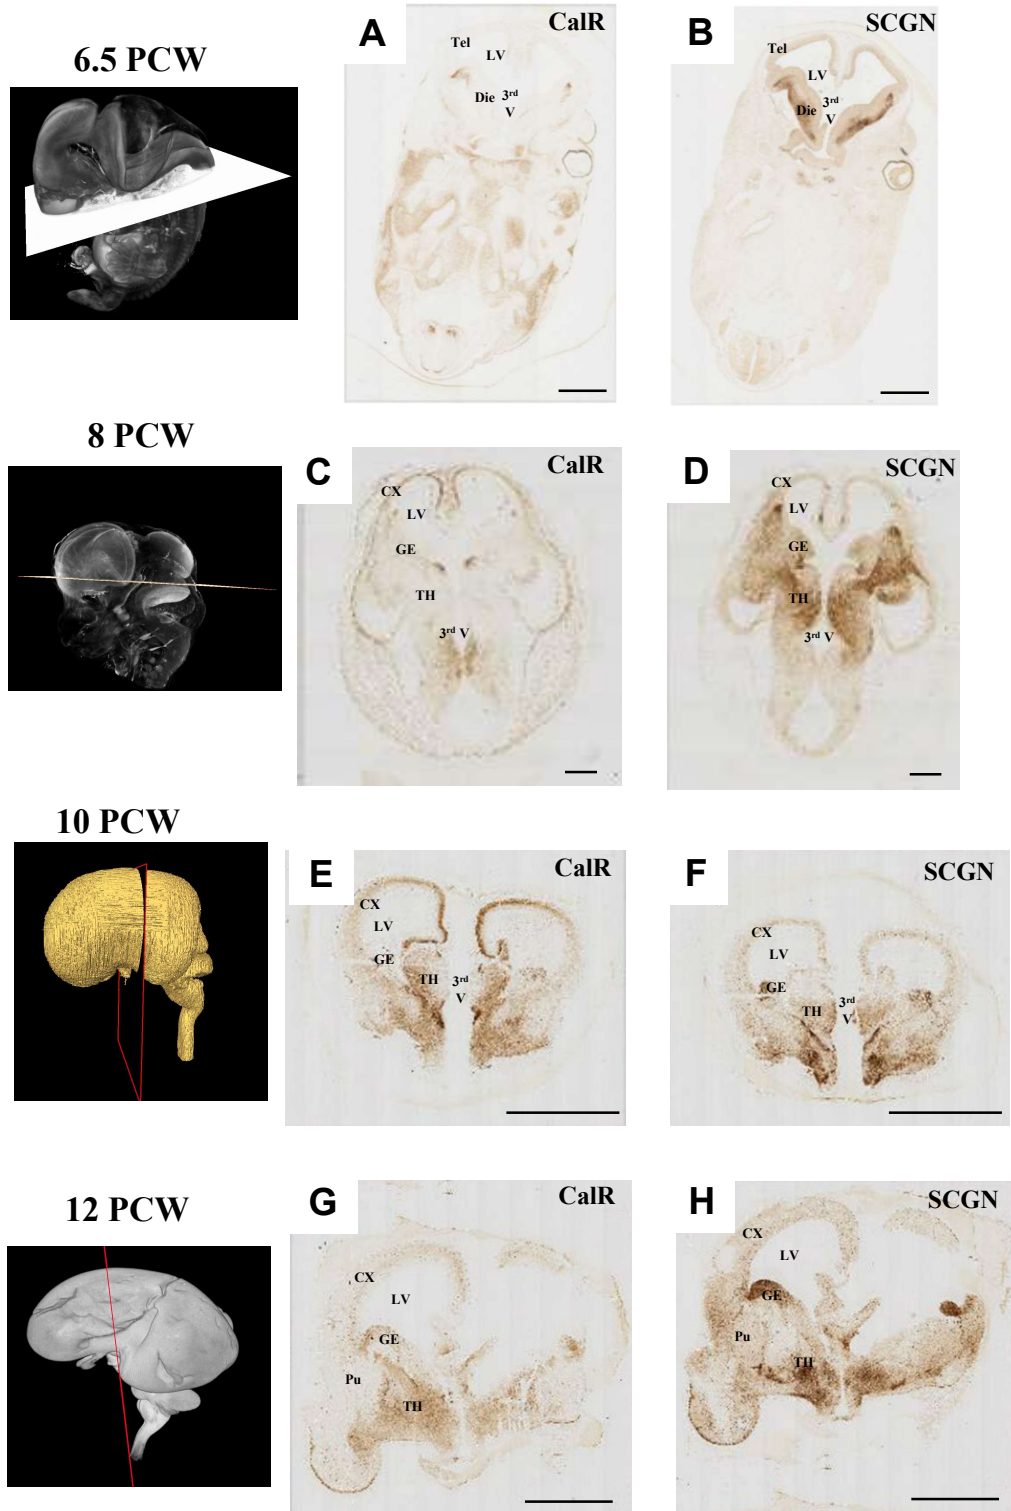 6.5 PCW
A
CalR
Tel
LV
Die
3rd
V
B
SCGN
Tel
LV
Die
3rd
V
8 PCW
C
CalR
CX
LV
GE
TH
3rd V
D
SCGN
CX
LV
GE
TH
3rd V
10 PCW
E
CalR
CX
LV
GE
TH
3rd
V
F
SCGN
CX
LV
GE
TH
3rd
V
12 PCW
G
CalR
CX
LV
GE
Pu
TH
H
SCGN
CX
LV
GE
Pu
TH